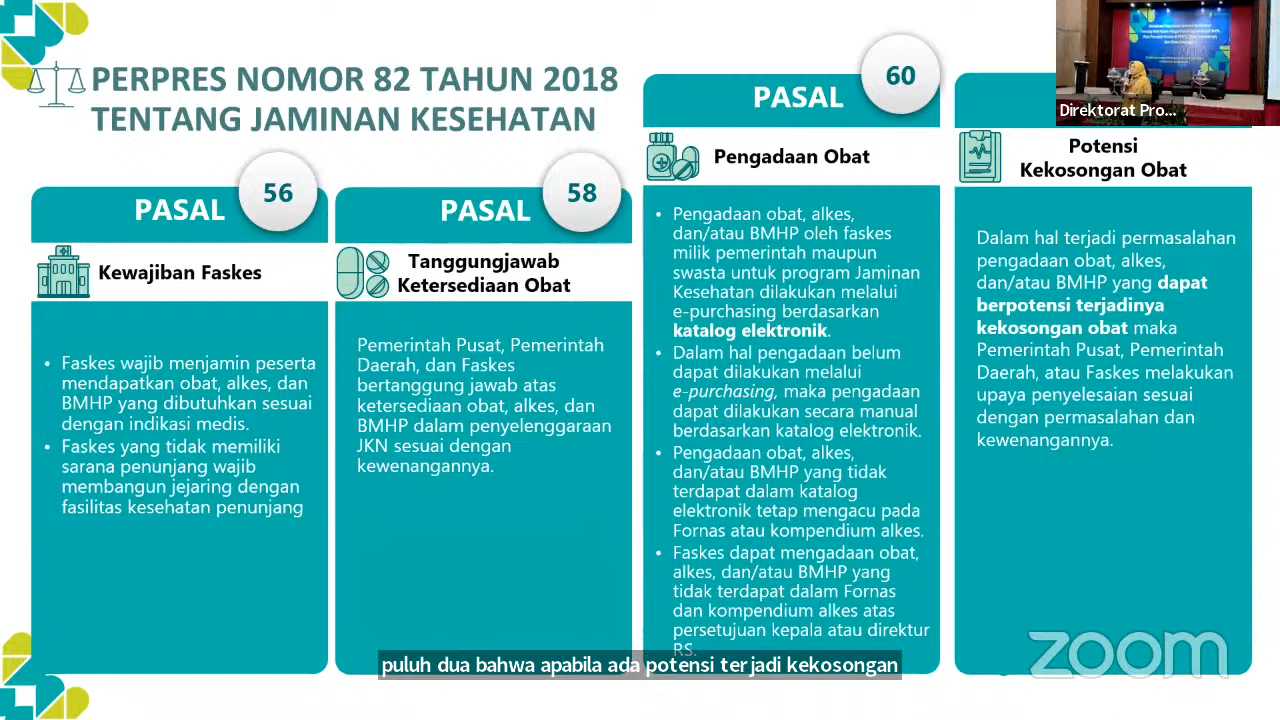 PERPRES NOMOR 82 TAHUN 2018
TENTANG JAMINAN KESEHATAN
PASAL
56
Kewajiban Faskes
• Faskes wajib menjamin peserta
mendapatkan obat, alkes, dan
BMHP yang dibutuhkan sesuai
dengan indikasi medis.
• Faskes yang tidak memiliki
sarana penunjang wajib
membangun jejaring dengan
fasilitas kesehatan penunjang
PASAL
58
Tanggungjawab
Ketersediaan Obat
Pemerintah Pusat, Pemerintah
Daerah, dan Faskes
bertanggung jawab atas
ketersediaan obat, alkes, dan
BMHP dalam penyelenggaraan
JKN sesuai dengan
kewenangannya.
PASAL
60
Pengadaan Obat
• Pengadaan obat, alkes,
dan/atau BMHP oleh faskes
milik pemerintah maupun
swasta untuk program Jaminan
Kesehatan dilakukan melalui
e-purchasing berdasarkan
katalog elektronik.
• Dalam hal pengadaan belum
dapat dilakukan melalui
e-purchasing, maka pengadaan
dapat dilakukan secara manual
berdasarkan katalog elektronik.
• Pengadaan obat, alkes,
dan/atau BMHP yang tidak
terdapat dalam katalog
elektronik tetap mengacu pada
Fornas atau kompendium alkes.
• Faskes dapat mengadaan obat,
alkes, dan/atau BMHP yang
tidak terdapat dalam Fornas
dan kompendium alkes atas
persetujuan kepala atau direktur
RS.
Direktorat Pro...
Potensi
Kekosongan Obat
Dalam hal terjadi permasalahan
pengadaan obat, alkes,
dan/atau BMHP yang dapat
berpotensi terjadinya
kekosongan obat maka
Pemerintah Pusat, Pemerintah
Daerah, atau Faskes melakukan
upaya penyelesaian sesuai
dengan permasalahan dan
kewenangannya.
zoom
puluh dua bahwa apabila ada potensi terjadi kekosongan